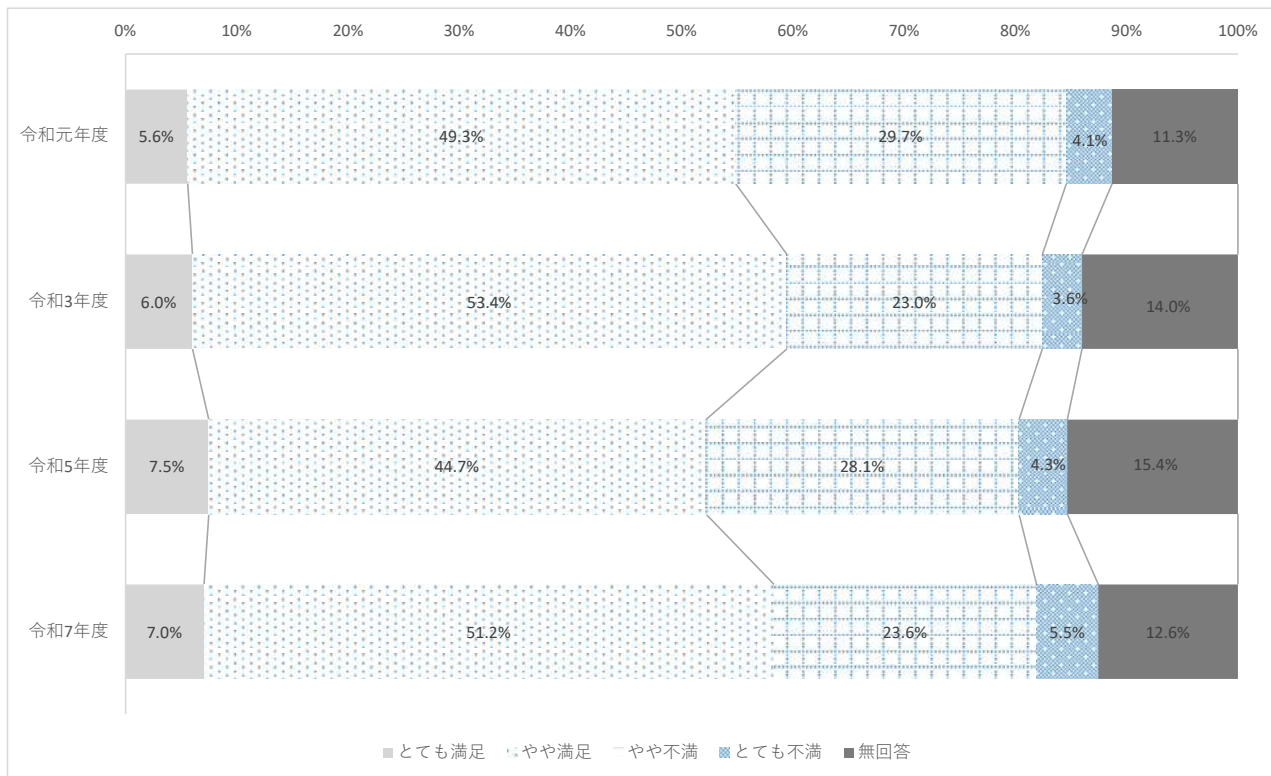 0% 10% 20% 30% 40% 50% 60% 70% 80% 90% 100%
令和元年度 5.6% 49.3% 29.7% 4.1% 11.3%
令和3年度 6.0% 53.4% 23.0% 3.6% 14.0%
令和5年度 7.5% 44.7% 28.1% 4.3% 15.4%
令和7年度 7.0% 51.2% 23.6% 5.5% 12.6%
とても満足 やや満足 やや不満 とても不満 無回答